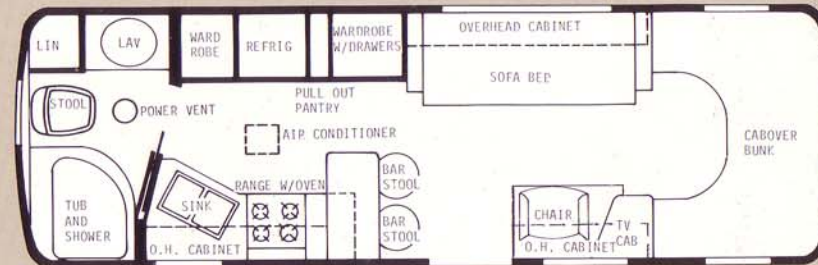 LIN
LAV
WARD
ROBE
REFRIG
WARDROBE
W/DRAWERS
OVERHEAD CABINET
SOFA BED
PULL OUT
PANTRY
STOOL
POWER VENT
AIR CONDITIONER
CABOVER
BUNK
TUB
AND
SHOWER
SINK
RANGE W/OVEN
BAR
STOOL
BAR
STOOL
CHAIR
TV
CAB
O.H. CABINET
O.H. CABINET